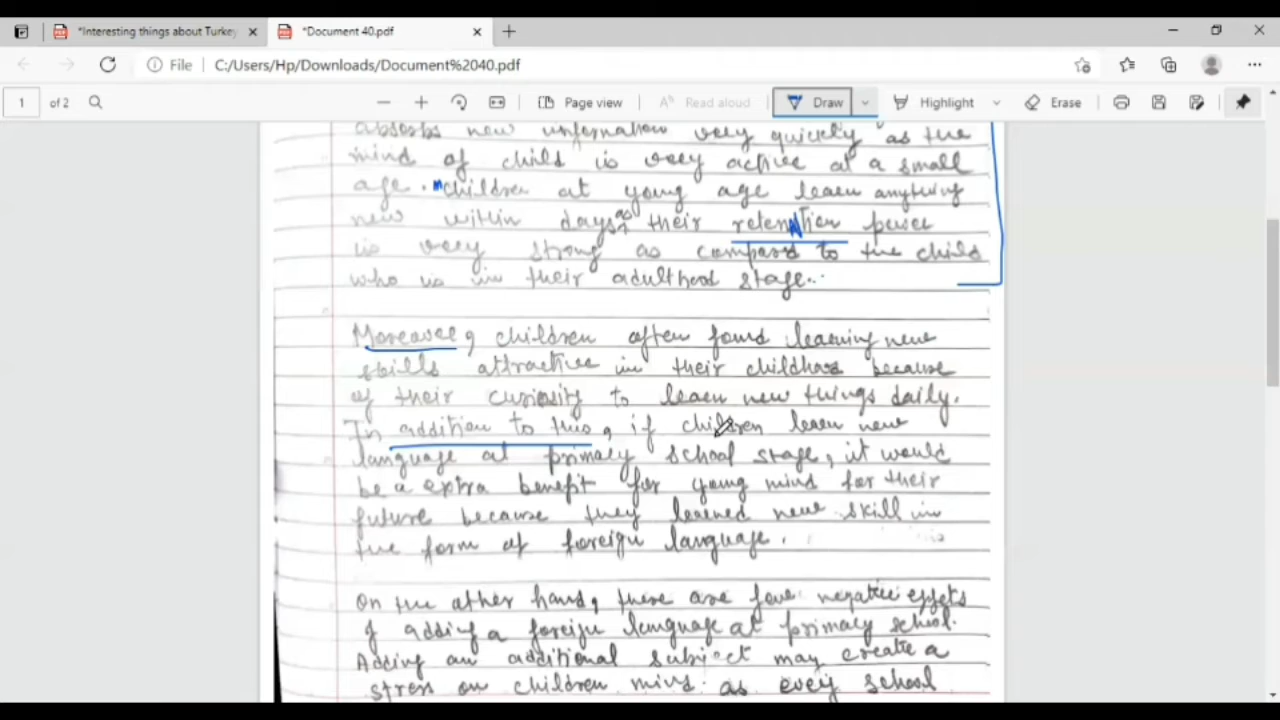 *Interesting things about Turkey
*Document 40.pdf
File C:/Users/Hp/Downloads/Document%2040.pdf
1 of 2 Page view Read aloud Draw Highlight Erase
absorbs new information very quickly as the
mind of child is very active at a small
age. "children at young age learn anything
new within days as their retention power
is very strong as compard to the child
who is in their adulthood stage..
Moreover, children often found learning new
skills attractive in their childhood because
of their curiosity to learn new things daily.
In addition to this, if children learn new
language at primary school stage, it would
be a extra benefit for young mind for their
future because they learned new skill in
the form of foreign language.
On the other hand, there are few negative effets
of adding a foreign language at primary school.
Adding an additional subject may create a
stress on children mind as every school